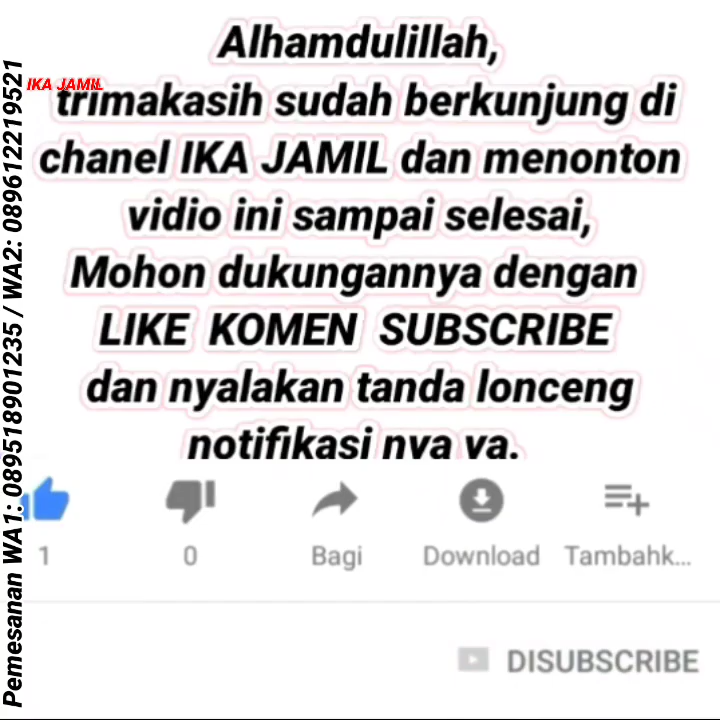 Alhamdulillah,
IKA JAMIL
trimakasih sudah berkunjung di
chanel IKA JAMIL dan menonton
vidio ini sampai selesai,
Mohon dukungannya dengan
LIKE KOMEN SUBSCRIBE
dan nyalakan tanda lonceng
notifikasi nya ya.
1
0
Bagi
Download
Tambahk...
DISUBSCRIBE
Pemesanan WA1: 089518901235 / WA2: 089612219521